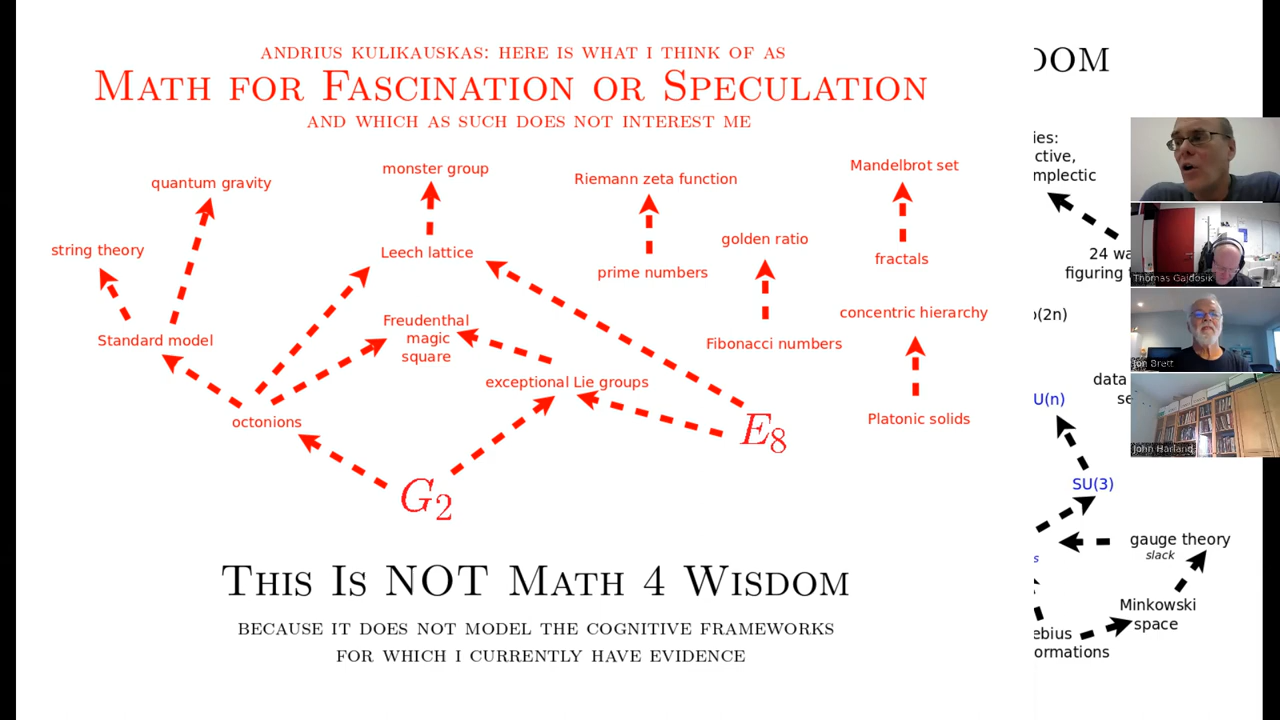 ANDRIUS KULIKAUSKAS: HERE IS WHAT I THINK OF AS
MATH FOR FASCINATION OR SPECULATION
AND WHICH AS SUCH DOES NOT INTEREST ME
quantum gravity
monster group
Riemann zeta function
Mandelbrot set
string theory
Leech lattice
golden ratio
prime numbers
fractals
Standard model
Freudenthal
magic
square
Fibonacci numbers
concentric hierarchy
exceptional Lie groups
octonions
Platonic solids
E8
G2
THIS IS NOT MATH 4 WISDOM
BECAUSE IT DOES NOT MODEL THE COGNITIVE FRAMEWORKS
FOR WHICH I CURRENTLY HAVE EVIDENCE
DOM
ies:
ctive,
mplectic
24 wa
figuring
Thomas Gajdosik
(2n)
Jon Brett
data
se
U(n)
John Harland
SU(3)
gauge theory
slack
s
Minkowski
space
ebius
ormations